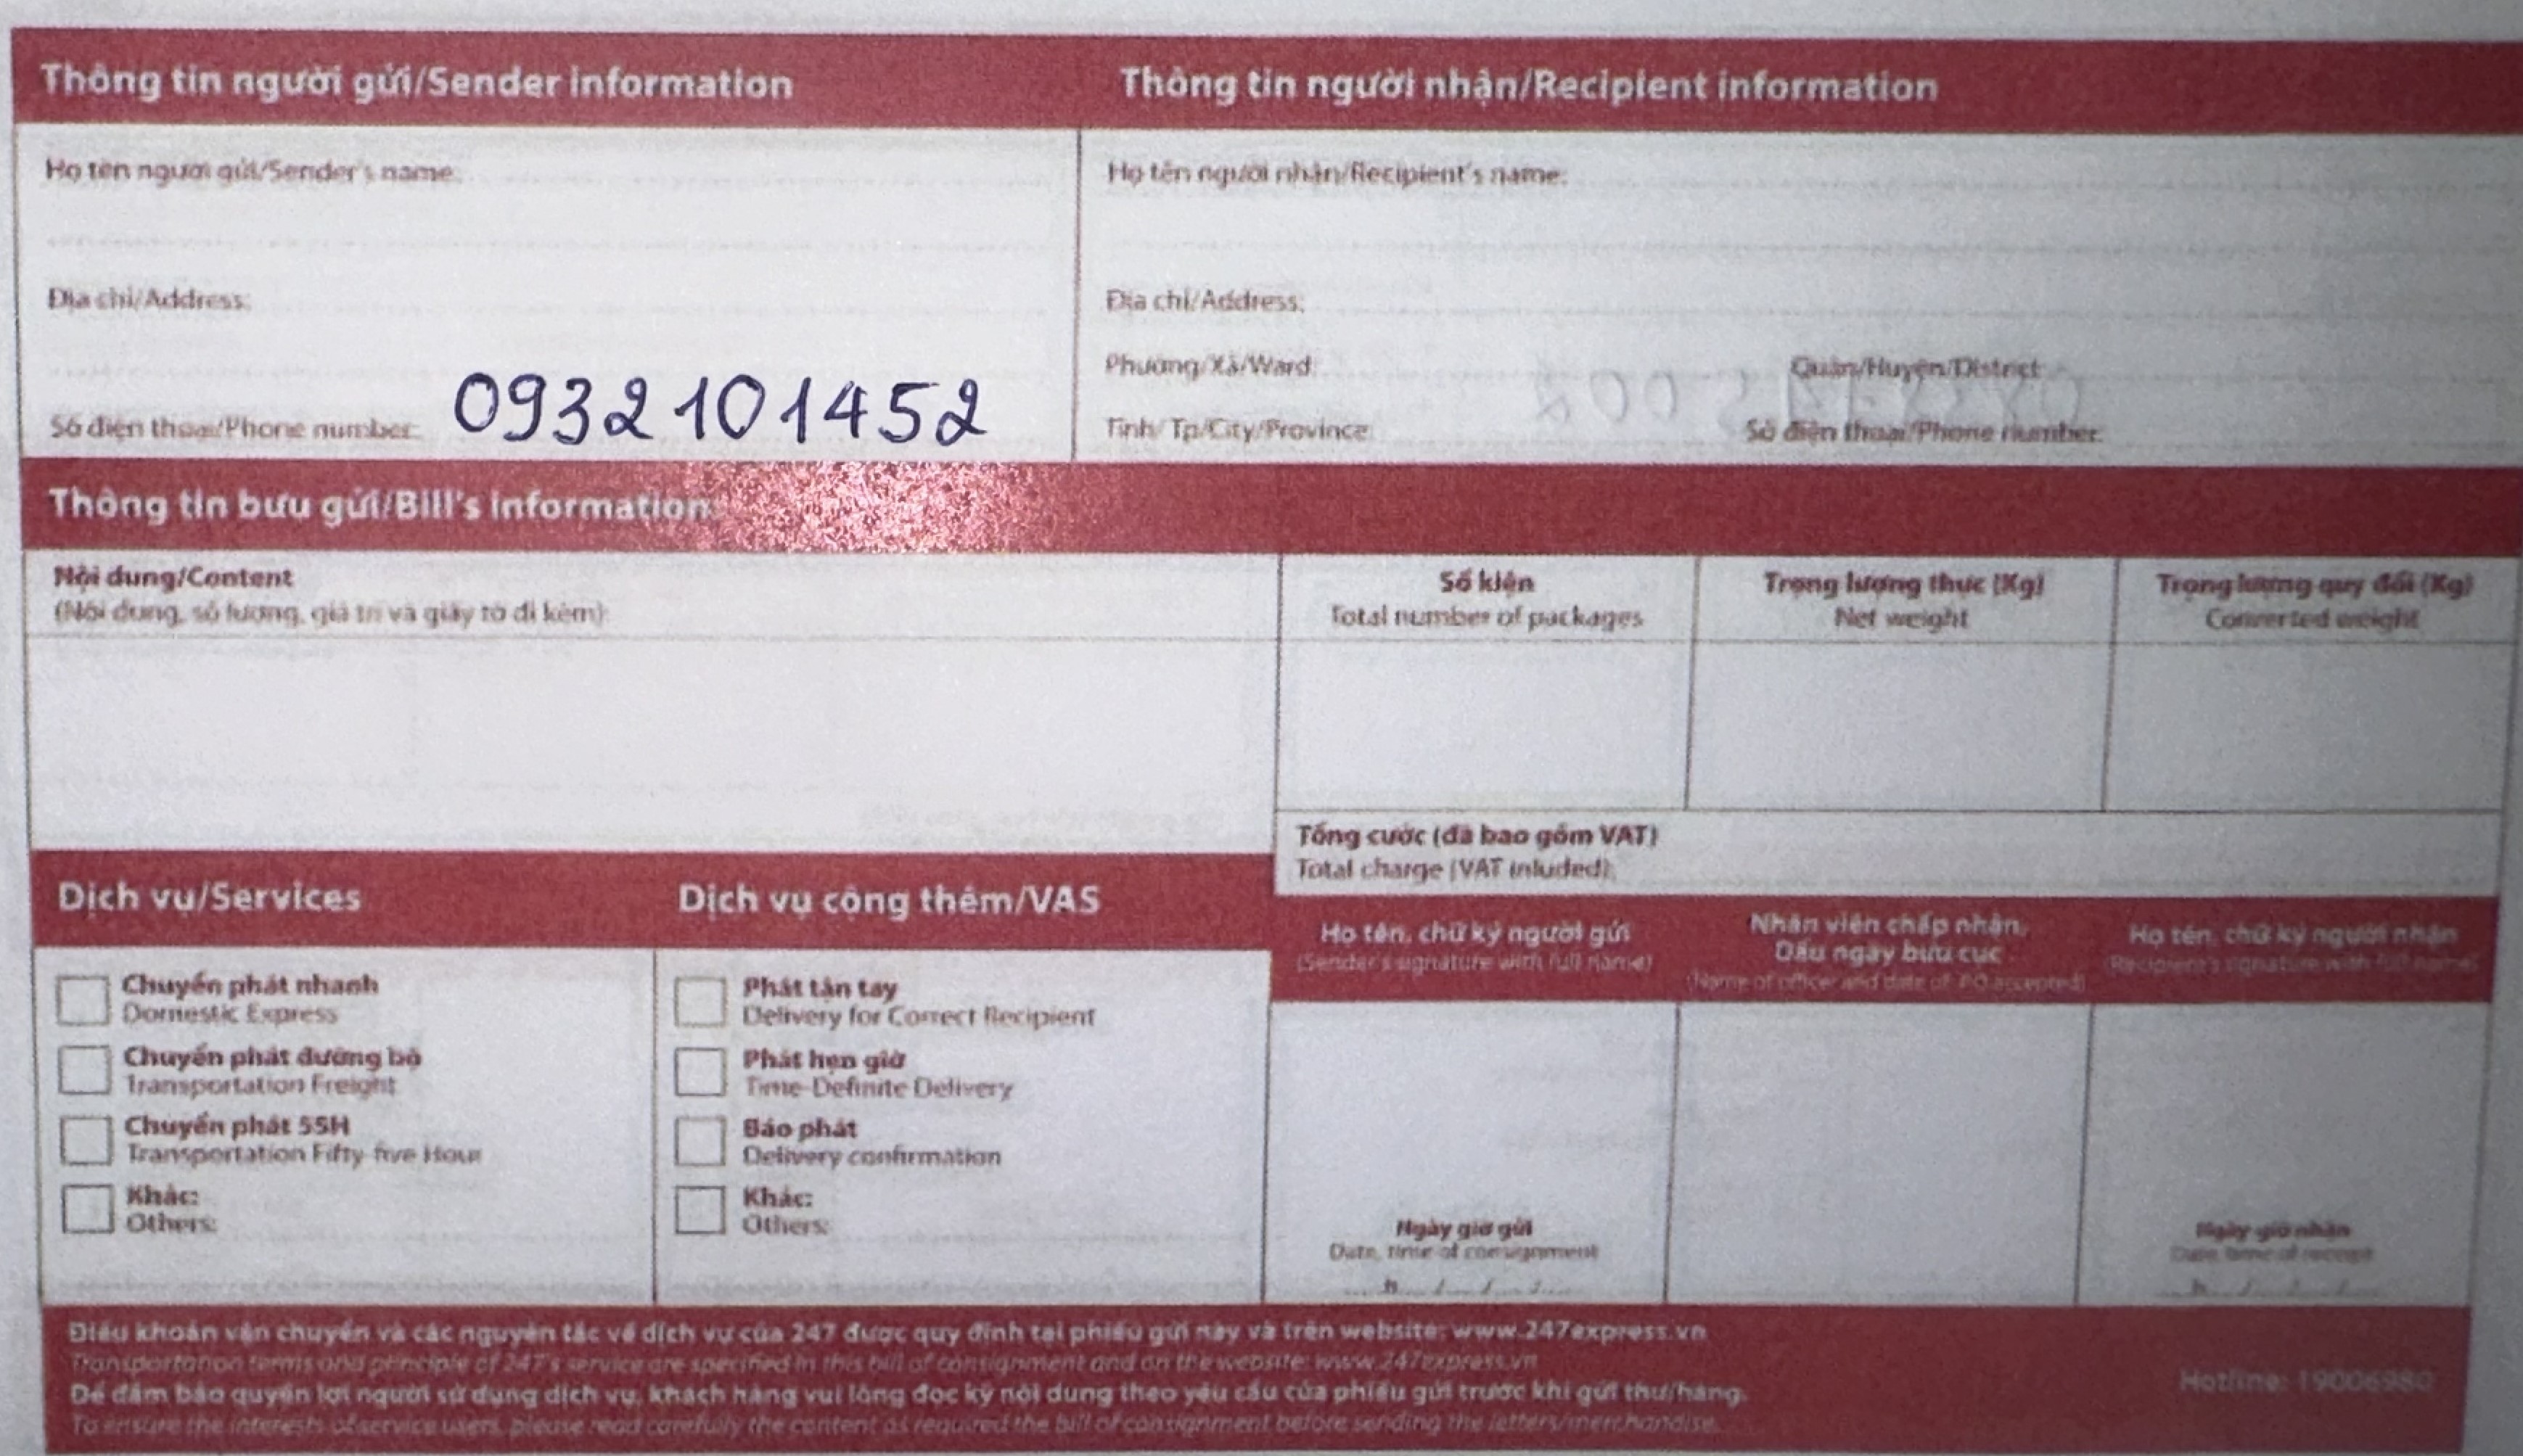 Thông tin người gửi/Sender information
Thông tin người nhận/Recipient information
Họ tên người gửi/Sender's name:
Họ tên người nhận/Recipient's name:
Địa chỉ/Address:
Địa chỉ/Address:
Phường/Xã/Ward:
Quận/Huyện/District:
Số điện thoại/Phone number: 0932101452
Tỉnh/Tp/City/Province:
Số điện thoại/Phone number:
Thông tin bưu gửi/Bill's information
Nội dung/Content
(Nội dung, số lượng, giá trị và giấy tờ đi kèm):
Số kiện
Total number of packages
Trọng lượng thực (Kg)
Net weight
Trọng lượng quy đổi (Kg)
Converted weight
Tổng cước (đã bao gồm VAT)
Total charge (VAT inluded):
Dịch vụ/Services
Dịch vụ cộng thêm/VAS
Họ tên, chữ ký người gửi
(Sender's signature with full name)
Nhân viên chấp nhận,
Dấu ngày bưu cục
(Name of officer and date of PO accepted)
Họ tên, chữ ký người nhận
(Recipient's signature with full name)
Chuyển phát nhanh
Domestic Express
Chuyển phát đường bộ
Transportation Freight
Chuyển phát 55H
Transportation Fifty-five Hour
Khác:
Others:
Phát tận tay
Delivery for Correct Recipient
Phát hẹn giờ
Time-Definite Delivery
Báo phát
Delivery confirmation
Khác:
Others:
Ngày giờ gửi
Date, time of consignment
....h..../..../..../....
Ngày giờ nhận
Date, time of receipt
....h..../..../..../....
Điều khoản vận chuyển và các nguyên tắc về dịch vụ của 247 được quy định tại phiếu gửi này và trên website: www.247express.vn
Transportation terms and principle of 247's service are specified in this bill of consignment and on the website: www.247express.vn
Để đảm bảo quyền lợi người sử dụng dịch vụ, khách hàng vui lòng đọc kỹ nội dung theo yêu cầu của phiếu gửi trước khi gửi thư/hàng.
To ensure the interests of service users, please read carefully the content as required the bill of consignment before sending the letters/merchandise.
Hotline: 19006980